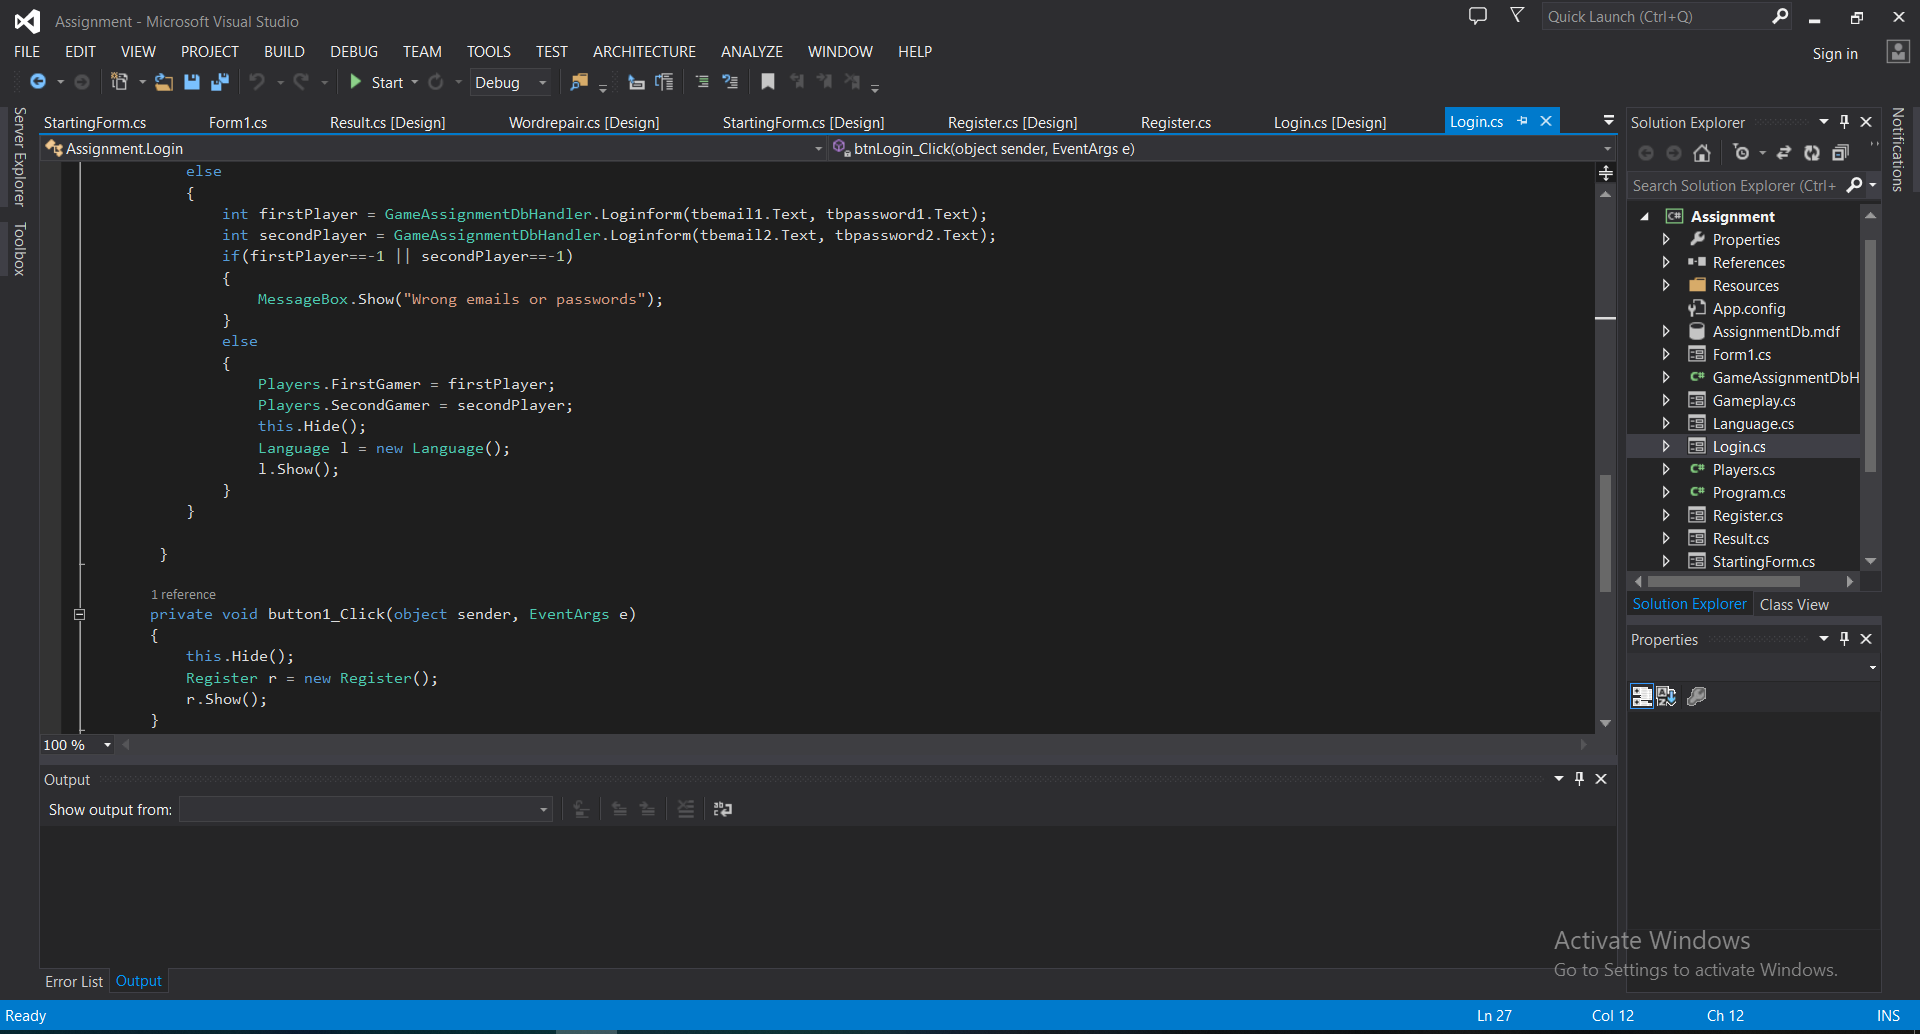 Assignment - Microsoft Visual Studio
Quick Launch (Ctrl+Q)
FILE EDIT VIEW PROJECT BUILD DEBUG TEAM TOOLS TEST ARCHITECTURE ANALYZE WINDOW HELP
Sign in
Start Debug
Server Explorer
Toolbox
StartingForm.cs Form1.cs Result.cs [Design] Wordrepair.cs [Design] StartingForm.cs [Design] Register.cs [Design] Register.cs Login.cs [Design] Login.cs
Assignment.Login btnLogin_Click(object sender, EventArgs e)
else
{
int firstPlayer = GameAssignmentDbHandler.Loginform(tbemail1.Text, tbpassword1.Text);
int secondPlayer = GameAssignmentDbHandler.Loginform(tbemail2.Text, tbpassword2.Text);
if(firstPlayer==-1 || secondPlayer==-1)
{
MessageBox.Show("Wrong emails or passwords");
}
else
{
Players.FirstGamer = firstPlayer;
Players.SecondGamer = secondPlayer;
this.Hide();
Language l = new Language();
l.Show();
}
}
}
1 reference
private void button1_Click(object sender, EventArgs e)
{
this.Hide();
Register r = new Register();
r.Show();
}
100 %
Output
Show output from:
Error List Output
Solution Explorer
Search Solution Explorer (Ctrl+
C# Assignment
Properties
References
Resources
App.config
AssignmentDb.mdf
Form1.cs
C# GameAssignmentDbH
Gameplay.cs
Language.cs
Login.cs
C# Players.cs
C# Program.cs
Register.cs
Result.cs
StartingForm.cs
Solution Explorer Class View
Properties
Notifications
Activate Windows
Go to Settings to activate Windows.
Ready Ln 27 Col 12 Ch 12 INS